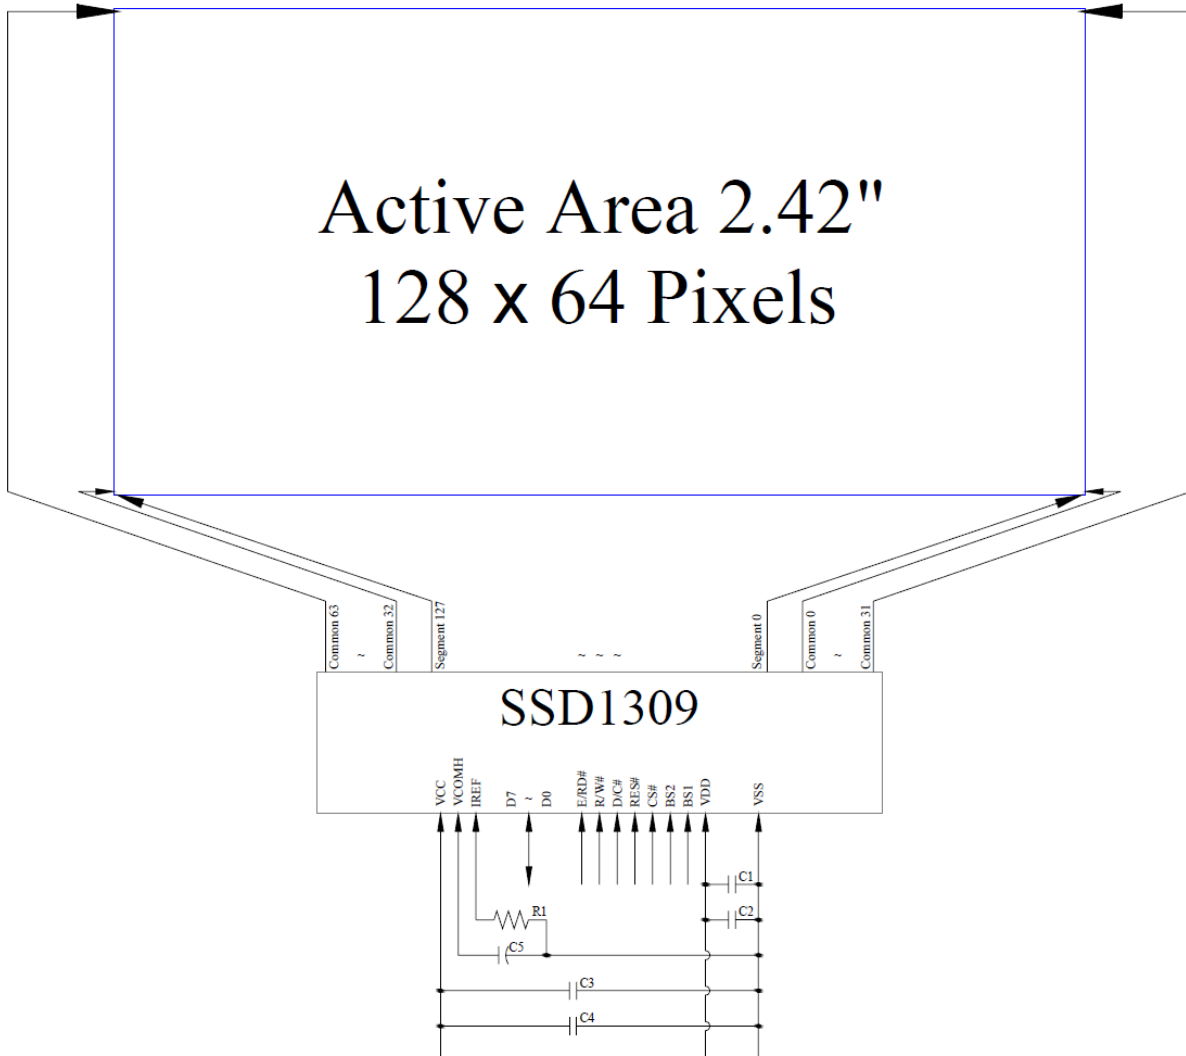 Active Area 2.42"
128 x 64 Pixels
Common 63
~
Common 32
Segment 127
~ ~ ~
Segment 0
Common 0
~
Common 31
SSD1309
VCC
VCOMH
IREF
D7
~
D0
E/RD#
R/W#
D/C#
RES#
CS#
BS2
BS1
VDD
VSS
C1
R1
C2
C5
C3
C4